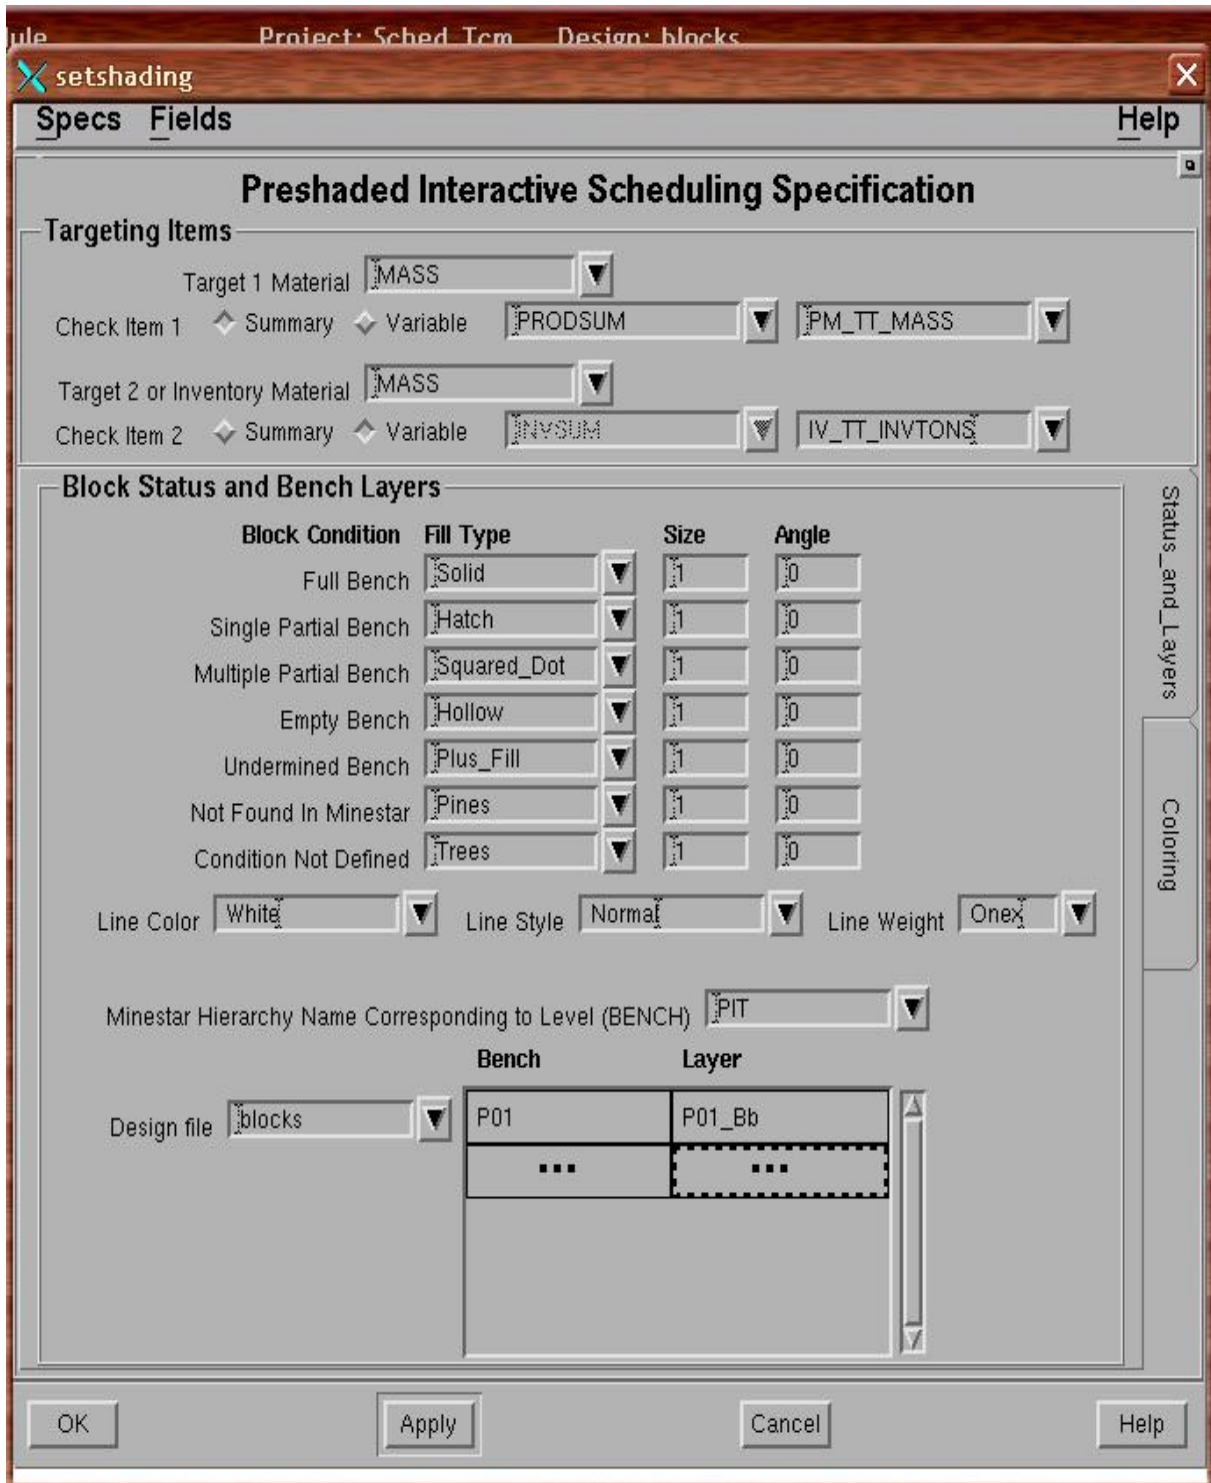 ule Project: Sched_Tcm Design: blocks
setshading
Specs Fields Help
Preshaded Interactive Scheduling Specification
Targeting Items
Target 1 Material MASS
Check Item 1 Summary Variable PRODSUM PM_TT_MASS
Target 2 or Inventory Material MASS
Check Item 2 Summary Variable INVSUM IV_TT_INVTONS
Block Status and Bench Layers
Block Condition Fill Type Size Angle
Full Bench Solid 1 0
Single Partial Bench Hatch 1 0
Multiple Partial Bench Squared_Dot 1 0
Empty Bench Hollow 1 0
Undermined Bench Plus_Fill 1 0
Not Found In Minestar Pines 1 0
Condition Not Defined Trees 1 0
Line Color White Line Style Normal Line Weight Onex
Minestar Hierarchy Name Corresponding to Level (BENCH) PIT
Bench Layer
Design file blocks P01 P01_Bb
... ...
Status_and_Layers
Coloring
OK Apply Cancel Help